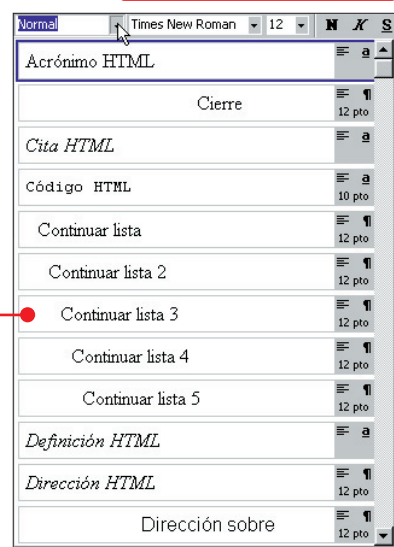 Normal Times New Roman 12 N K S
Acrónimo HTML a
Cierre ¶
12 pto
Cita HTML a
Código HTML a
10 pto
Continuar lista ¶
12 pto
Continuar lista 2 ¶
12 pto
Continuar lista 3 ¶
12 pto
Continuar lista 4 ¶
12 pto
Continuar lista 5 ¶
12 pto
Definición HTML a
Dirección HTML ¶
12 pto
Dirección sobre ¶
12 pto